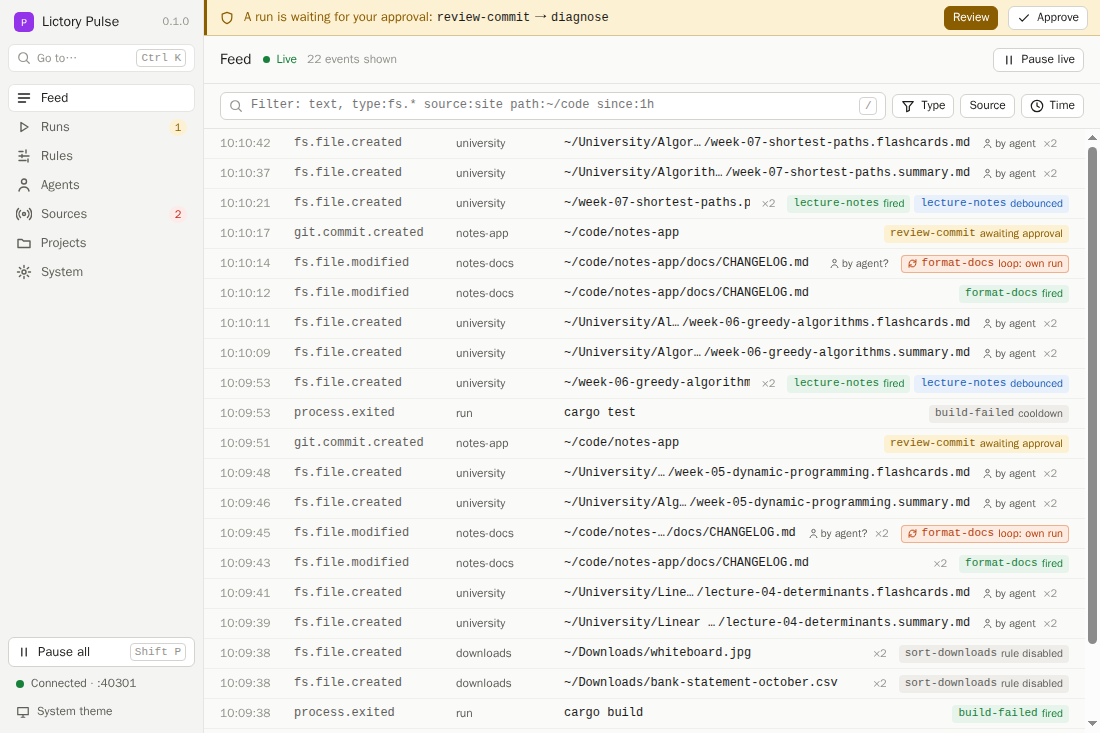 Lictory Pulse 0.1.0
Go to··· Ctrl K
Feed
Runs 1
Rules
Agents
Sources 2
Projects
System
Pause all Shift P
Connected · :40301
System theme
A run is waiting for your approval: review-commit → diagnose Review Approve
Feed Live 22 events shown Pause live
Filter: text, type:fs.* source:site path:~/code since:1h / Type Source Time
10:10:42 fs.file.created university ~/University/Algor…/week-07-shortest-paths.flashcards.md by agent ×2
10:10:37 fs.file.created university ~/University/Algorith…/week-07-shortest-paths.summary.md by agent ×2
10:10:21 fs.file.created university ~/week-07-shortest-paths.p ×2 lecture-notes fired lecture-notes debounced
10:10:17 git.commit.created notes-app ~/code/notes-app review-commit awaiting approval
10:10:14 fs.file.modified notes-docs ~/code/notes-app/docs/CHANGELOG.md by agent? format-docs loop: own run
10:10:12 fs.file.modified notes-docs ~/code/notes-app/docs/CHANGELOG.md format-docs fired
10:10:11 fs.file.created university ~/University/Al…/week-06-greedy-algorithms.flashcards.md by agent ×2
10:10:09 fs.file.created university ~/University/Algor…/week-06-greedy-algorithms.summary.md by agent ×2
10:09:53 fs.file.created university ~/week-06-greedy-algorithm ×2 lecture-notes fired lecture-notes debounced
10:09:53 process.exited run cargo test build-failed cooldown
10:09:51 git.commit.created notes-app ~/code/notes-app review-commit awaiting approval
10:09:48 fs.file.created university ~/University/…/week-05-dynamic-programming.flashcards.md by agent ×2
10:09:46 fs.file.created university ~/University/Alg…/week-05-dynamic-programming.summary.md by agent ×2
10:09:45 fs.file.modified notes-docs ~/code/notes-…/docs/CHANGELOG.md by agent? ×2 format-docs loop: own run
10:09:43 fs.file.modified notes-docs ~/code/notes-app/docs/CHANGELOG.md ×2 format-docs fired
10:09:41 fs.file.created university ~/University/Line…/lecture-04-determinants.flashcards.md by agent ×2
10:09:39 fs.file.created university ~/University/Linear …/lecture-04-determinants.summary.md by agent ×2
10:09:38 fs.file.created downloads ~/Downloads/whiteboard.jpg ×2 sort-downloads rule disabled
10:09:38 fs.file.created downloads ~/Downloads/bank-statement-october.csv ×2 sort-downloads rule disabled
10:09:38 process.exited run cargo build build-failed fired